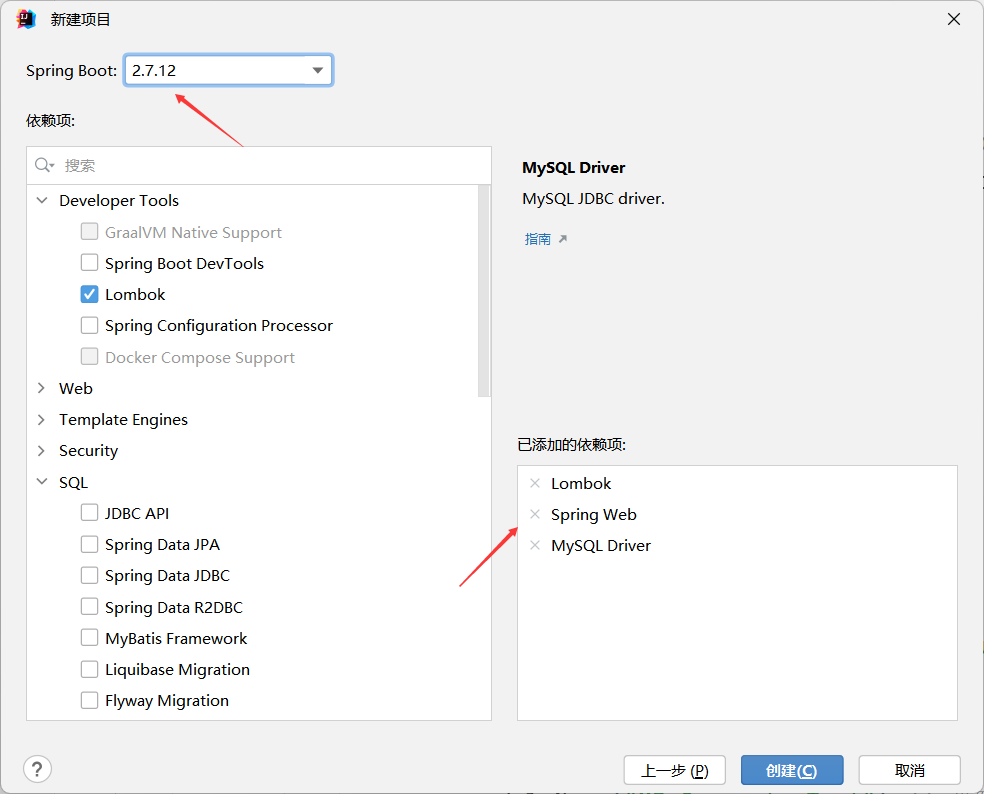 新建项目
Spring Boot: 2.7.12
依赖项:
搜索
Developer Tools
GraalVM Native Support
Spring Boot DevTools
Lombok
Spring Configuration Processor
Docker Compose Support
Web
Template Engines
Security
SQL
JDBC API
Spring Data JPA
Spring Data JDBC
Spring Data R2DBC
MyBatis Framework
Liquibase Migration
Flyway Migration
MySQL Driver
MySQL JDBC driver.
指南
已添加的依赖项:
Lombok
Spring Web
MySQL Driver
?
上一步 (P) 创建(C) 取消